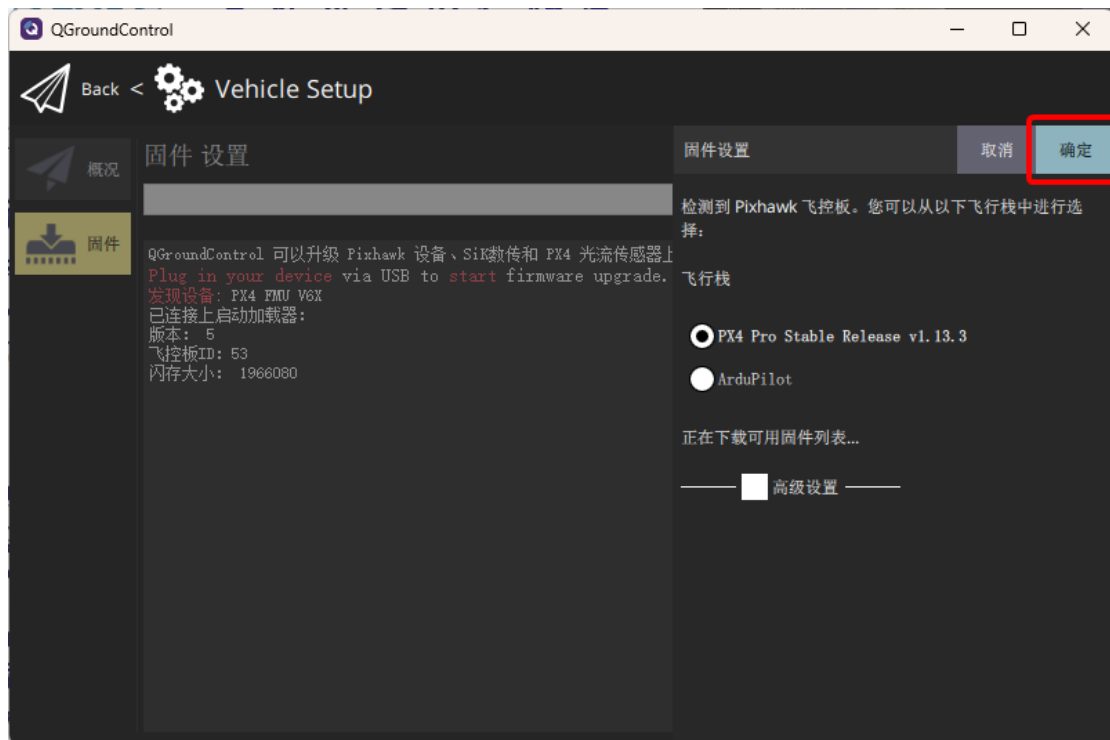 QGroundControl
Back < Vehicle Setup
概况
固件
固件 设置
QGroundControl 可以升级 Pixhawk 设备、SiK数传和 PX4 光流传感器上
Plug in your device via USB to start firmware upgrade.
发现设备: PX4 FMU V6X
已连接上启动加载器:
版本: 5
飞控板ID: 53
闪存大小: 1966080
固件设置
取消
确定
检测到 Pixhawk 飞控板。您可以从以下飞行栈中进行选
择:
飞行栈
PX4 Pro Stable Release v1.13.3
ArduPilot
正在下载可用固件列表...
高级设置